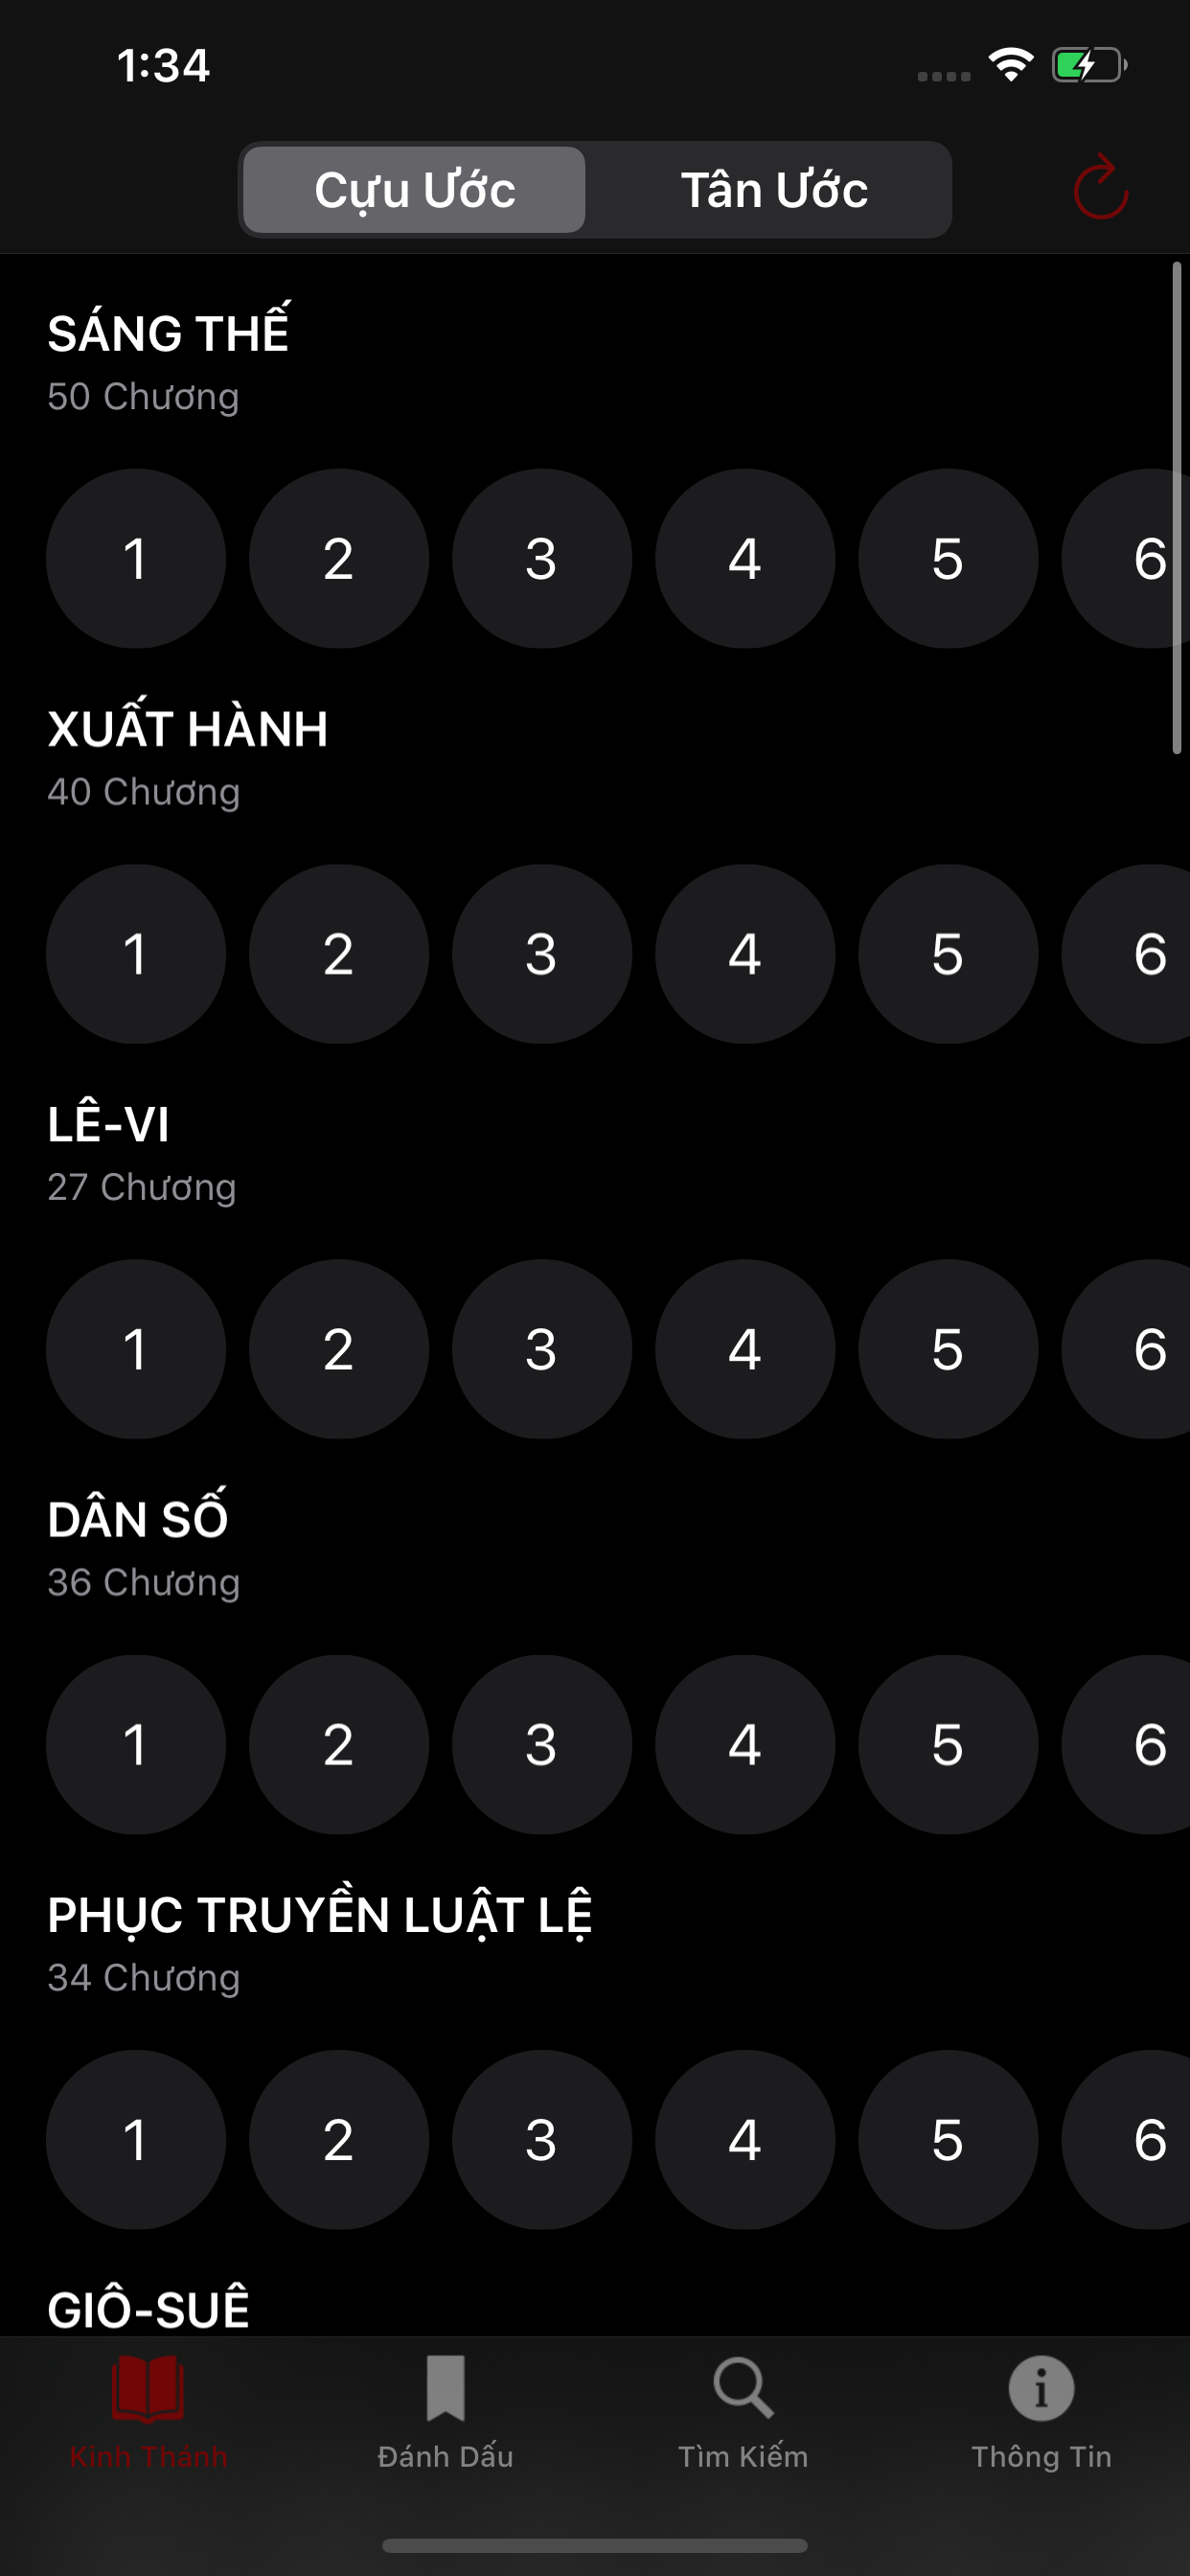 1:34
Cựu Ước Tân Ước
SÁNG THẾ
50 Chương
1 2 3 4 5 6
XUẤT HÀNH
40 Chương
1 2 3 4 5 6
LÊ-VI
27 Chương
1 2 3 4 5 6
DÂN SỐ
36 Chương
1 2 3 4 5 6
PHỤC TRUYỀN LUẬT LỆ
34 Chương
1 2 3 4 5 6
GIÔ-SUÊ
Kinh Thánh Đánh Dấu Tìm Kiếm Thông Tin